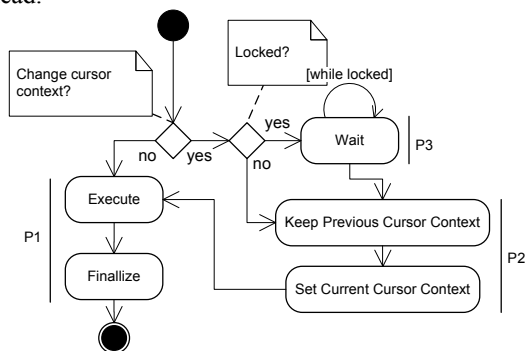 ead.
Locked?
Change cursor
context?
[while locked]
yes
no
yes
no
Wait
P3
Execute
Keep Previous Cursor Context
P1
P2
Finallize
Set Current Cursor Context